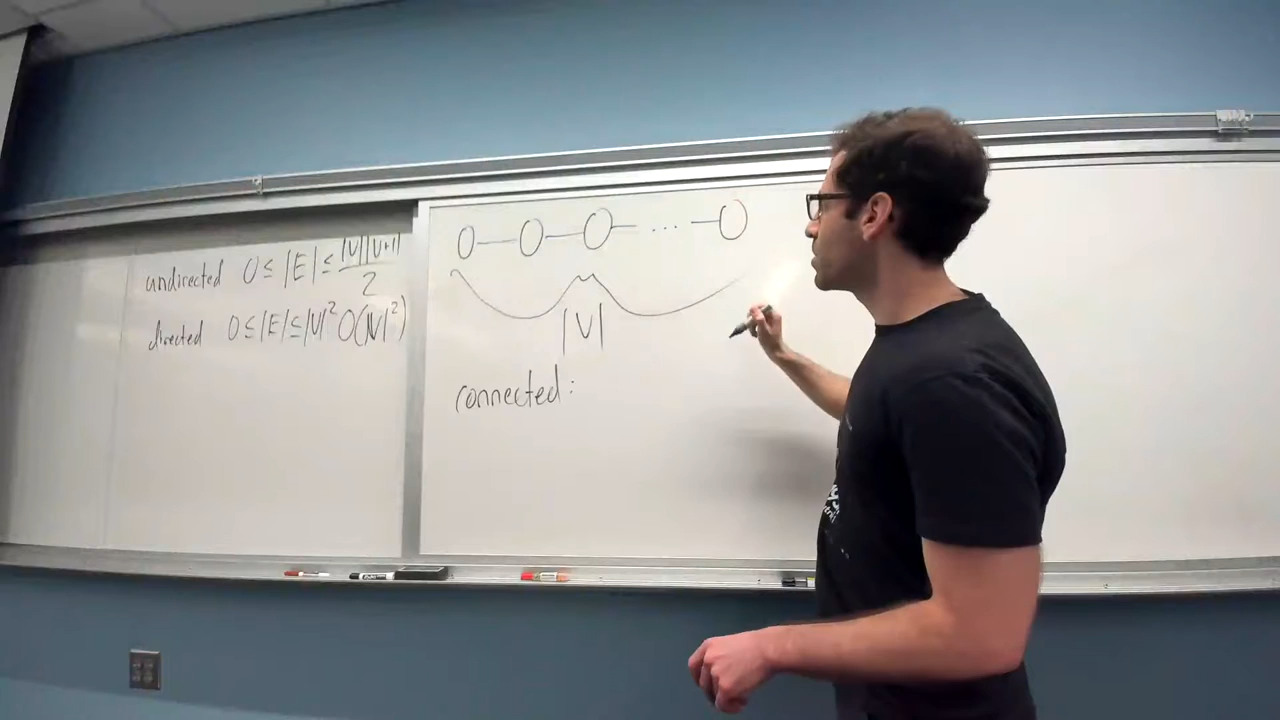 undirected 0 ≤ |E| ≤ |V||V+1|/2
directed 0 ≤ |E| ≤ |V|² O(|V|²)
O—O—O— ... —O
|V|
connected: